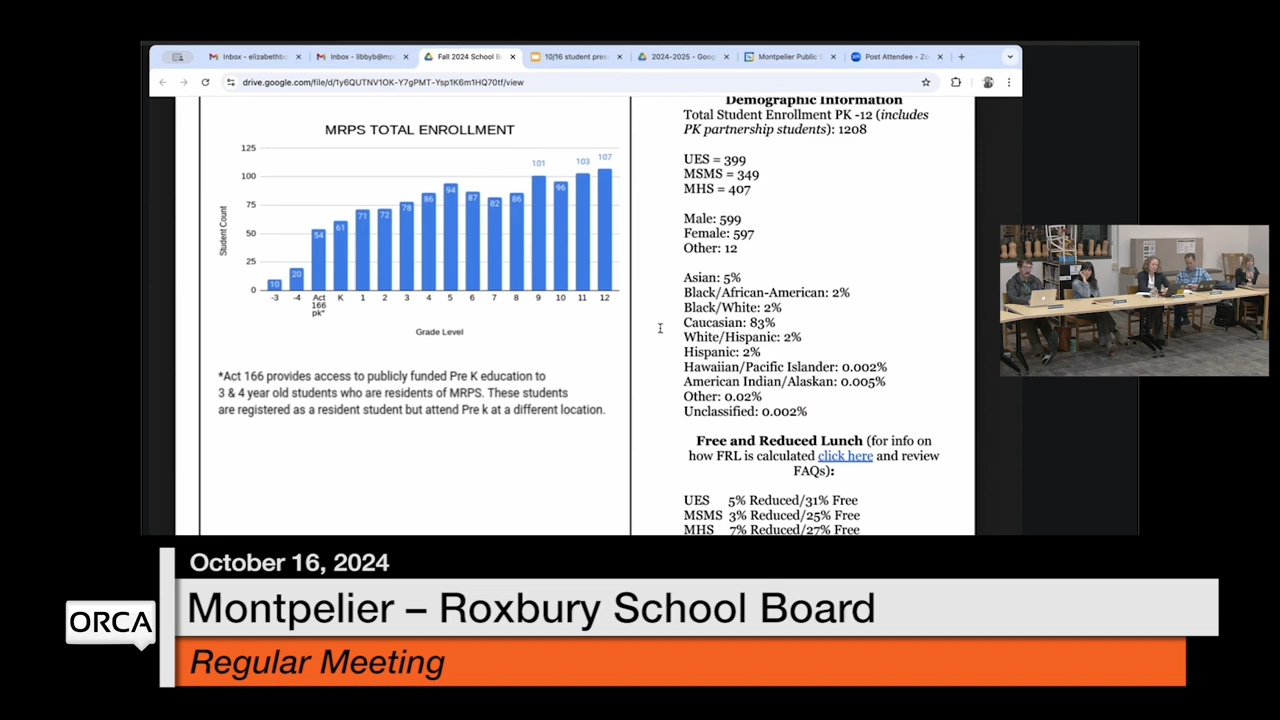 Inbox - elizabethb
Inbox - libbyb@mp
Fall 2024 School B
10/16 student pres
2024-2025 - Goog
Montpelier Public S
Post Attendee - Zo
drive.google.com/file/d/1y6QUTNV1OK-Y7gPMT-Ysp1K6m1HQ70tf/view
MRPS TOTAL ENROLLMENT
Student Count
125
100
75
50
25
0
10
20
54
61
71
72
78
86
94
87
82
86
101
96
103
107
-3
-4
Act
166
pk*
K
1
2
3
4
5
6
7
8
9
10
11
12
Grade Level
*Act 166 provides access to publicly funded Pre K education to
3 & 4 year old students who are residents of MRPS. These students
are registered as a resident student but attend Pre k at a different location.
Demographic Information
Total Student Enrollment PK -12 (includes
PK partnership students): 1208
UES = 399
MSMS = 349
MHS = 407
Male: 599
Female: 597
Other: 12
Asian: 5%
Black/African-American: 2%
Black/White: 2%
Caucasian: 83%
White/Hispanic: 2%
Hispanic: 2%
Hawaiian/Pacific Islander: 0.002%
American Indian/Alaskan: 0.005%
Other: 0.02%
Unclassified: 0.002%
Free and Reduced Lunch (for info on
how FRL is calculated click here and review
FAQs):
UES 5% Reduced/31% Free
MSMS 3% Reduced/25% Free
MHS 7% Reduced/27% Free
October 16, 2024
ORCA
Montpelier – Roxbury School Board
Regular Meeting